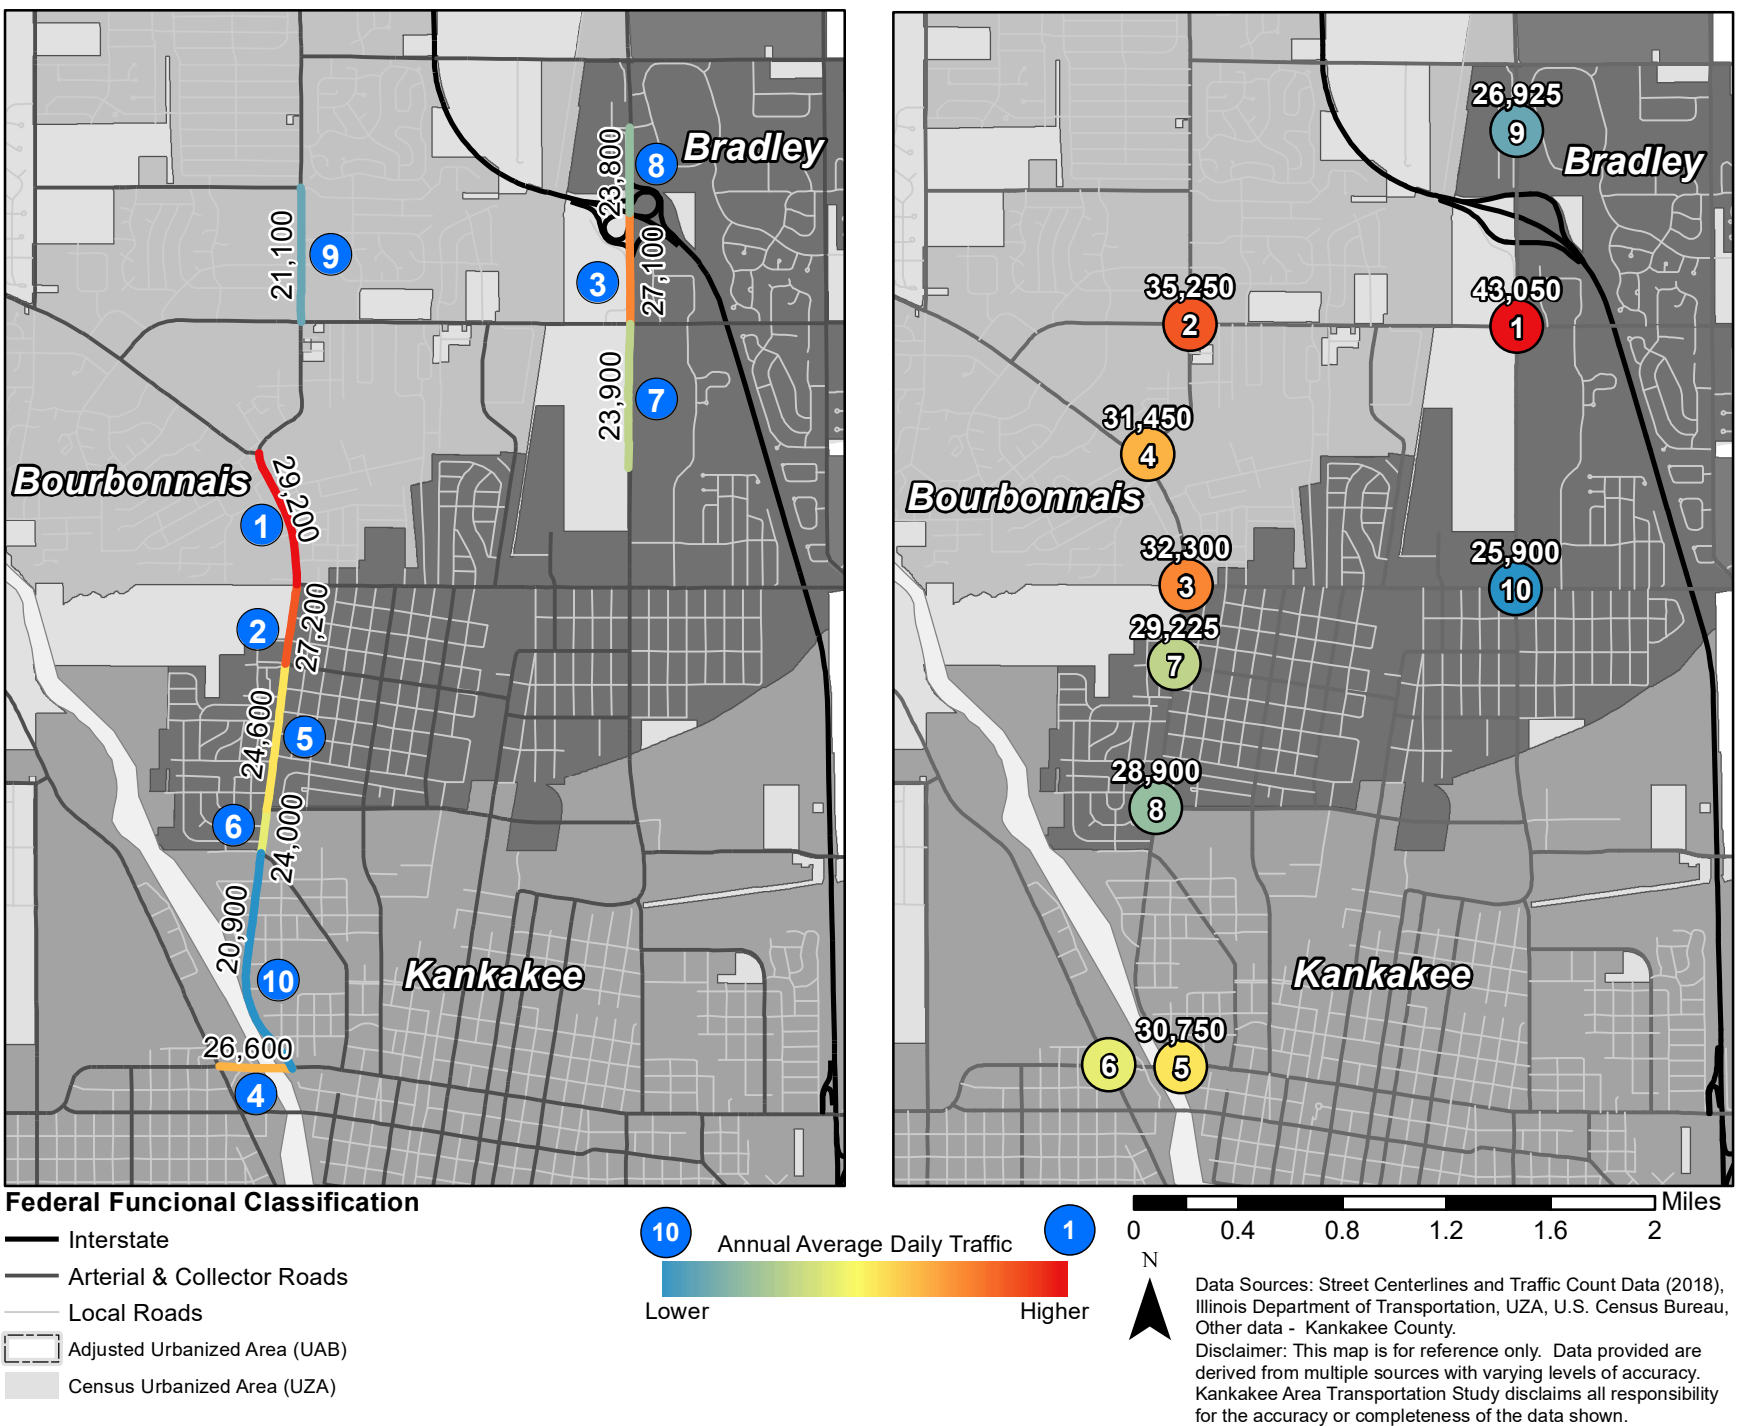 23,800
8
Bradley
21,100
9
3
27,100
23,900
7
Bourbonnais
29,200
1
2
27,200
24,600
5
6
24,000
20,900
10
Kankakee
26,600
4
26,925
9
Bradley
35,250
2
43,050
1
31,450
4
Bourbonnais
32,300
3
25,900
10
29,225
7
28,900
8
Kankakee
30,750
6
5
Federal Funcional Classification
Interstate
Arterial & Collector Roads
Local Roads
Adjusted Urbanized Area (UAB)
Census Urbanized Area (UZA)
10
Annual Average Daily Traffic
1
Lower
Higher
Miles
0 0.4 0.8 1.2 1.6 2
N
Data Sources: Street Centerlines and Traffic Count Data (2018),
Illinois Department of Transportation, UZA, U.S. Census Bureau,
Other data - Kankakee County.
Disclaimer: This map is for reference only. Data provided are
derived from multiple sources with varying levels of accuracy.
Kankakee Area Transportation Study disclaims all responsibility
for the accuracy or completeness of the data shown.